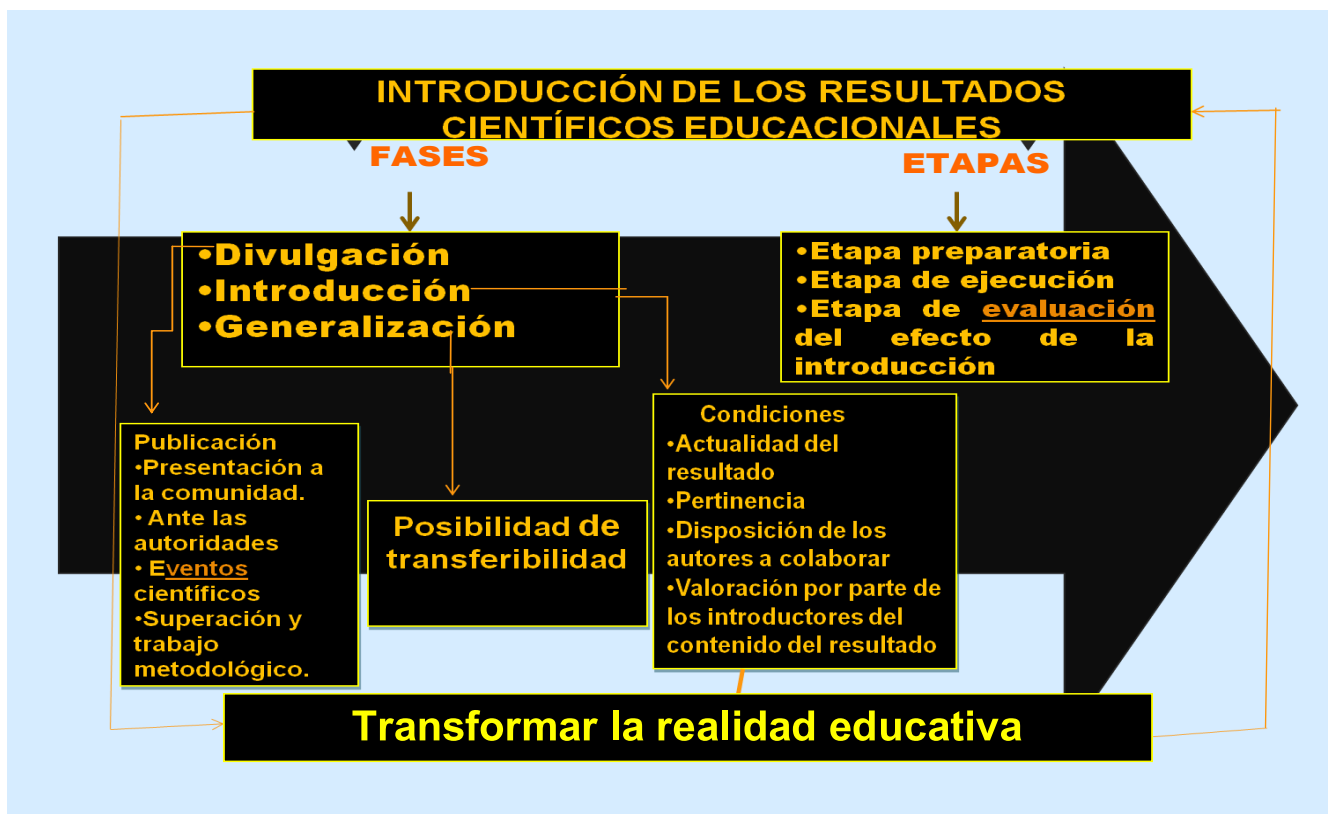 INTRODUCCIÓN DE LOS RESULTADOS
CIENTÍFICOS EDUCACIONALES
FASES
ETAPAS
•Divulgación
•Introducción
•Generalización
•Etapa preparatoria
•Etapa de ejecución
•Etapa de evaluación
del efecto de la
introducción
Publicación
•Presentación a
la comunidad.
• Ante las
autoridades
• Eventos
científicos
•Superación y
trabajo
metodológico.
Posibilidad de
transferibilidad
Condiciones
•Actualidad del
resultado
•Pertinencia
•Disposición de los
autores a colaborar
•Valoración por parte de
los introductores del
contenido del resultado
Transformar la realidad educativa